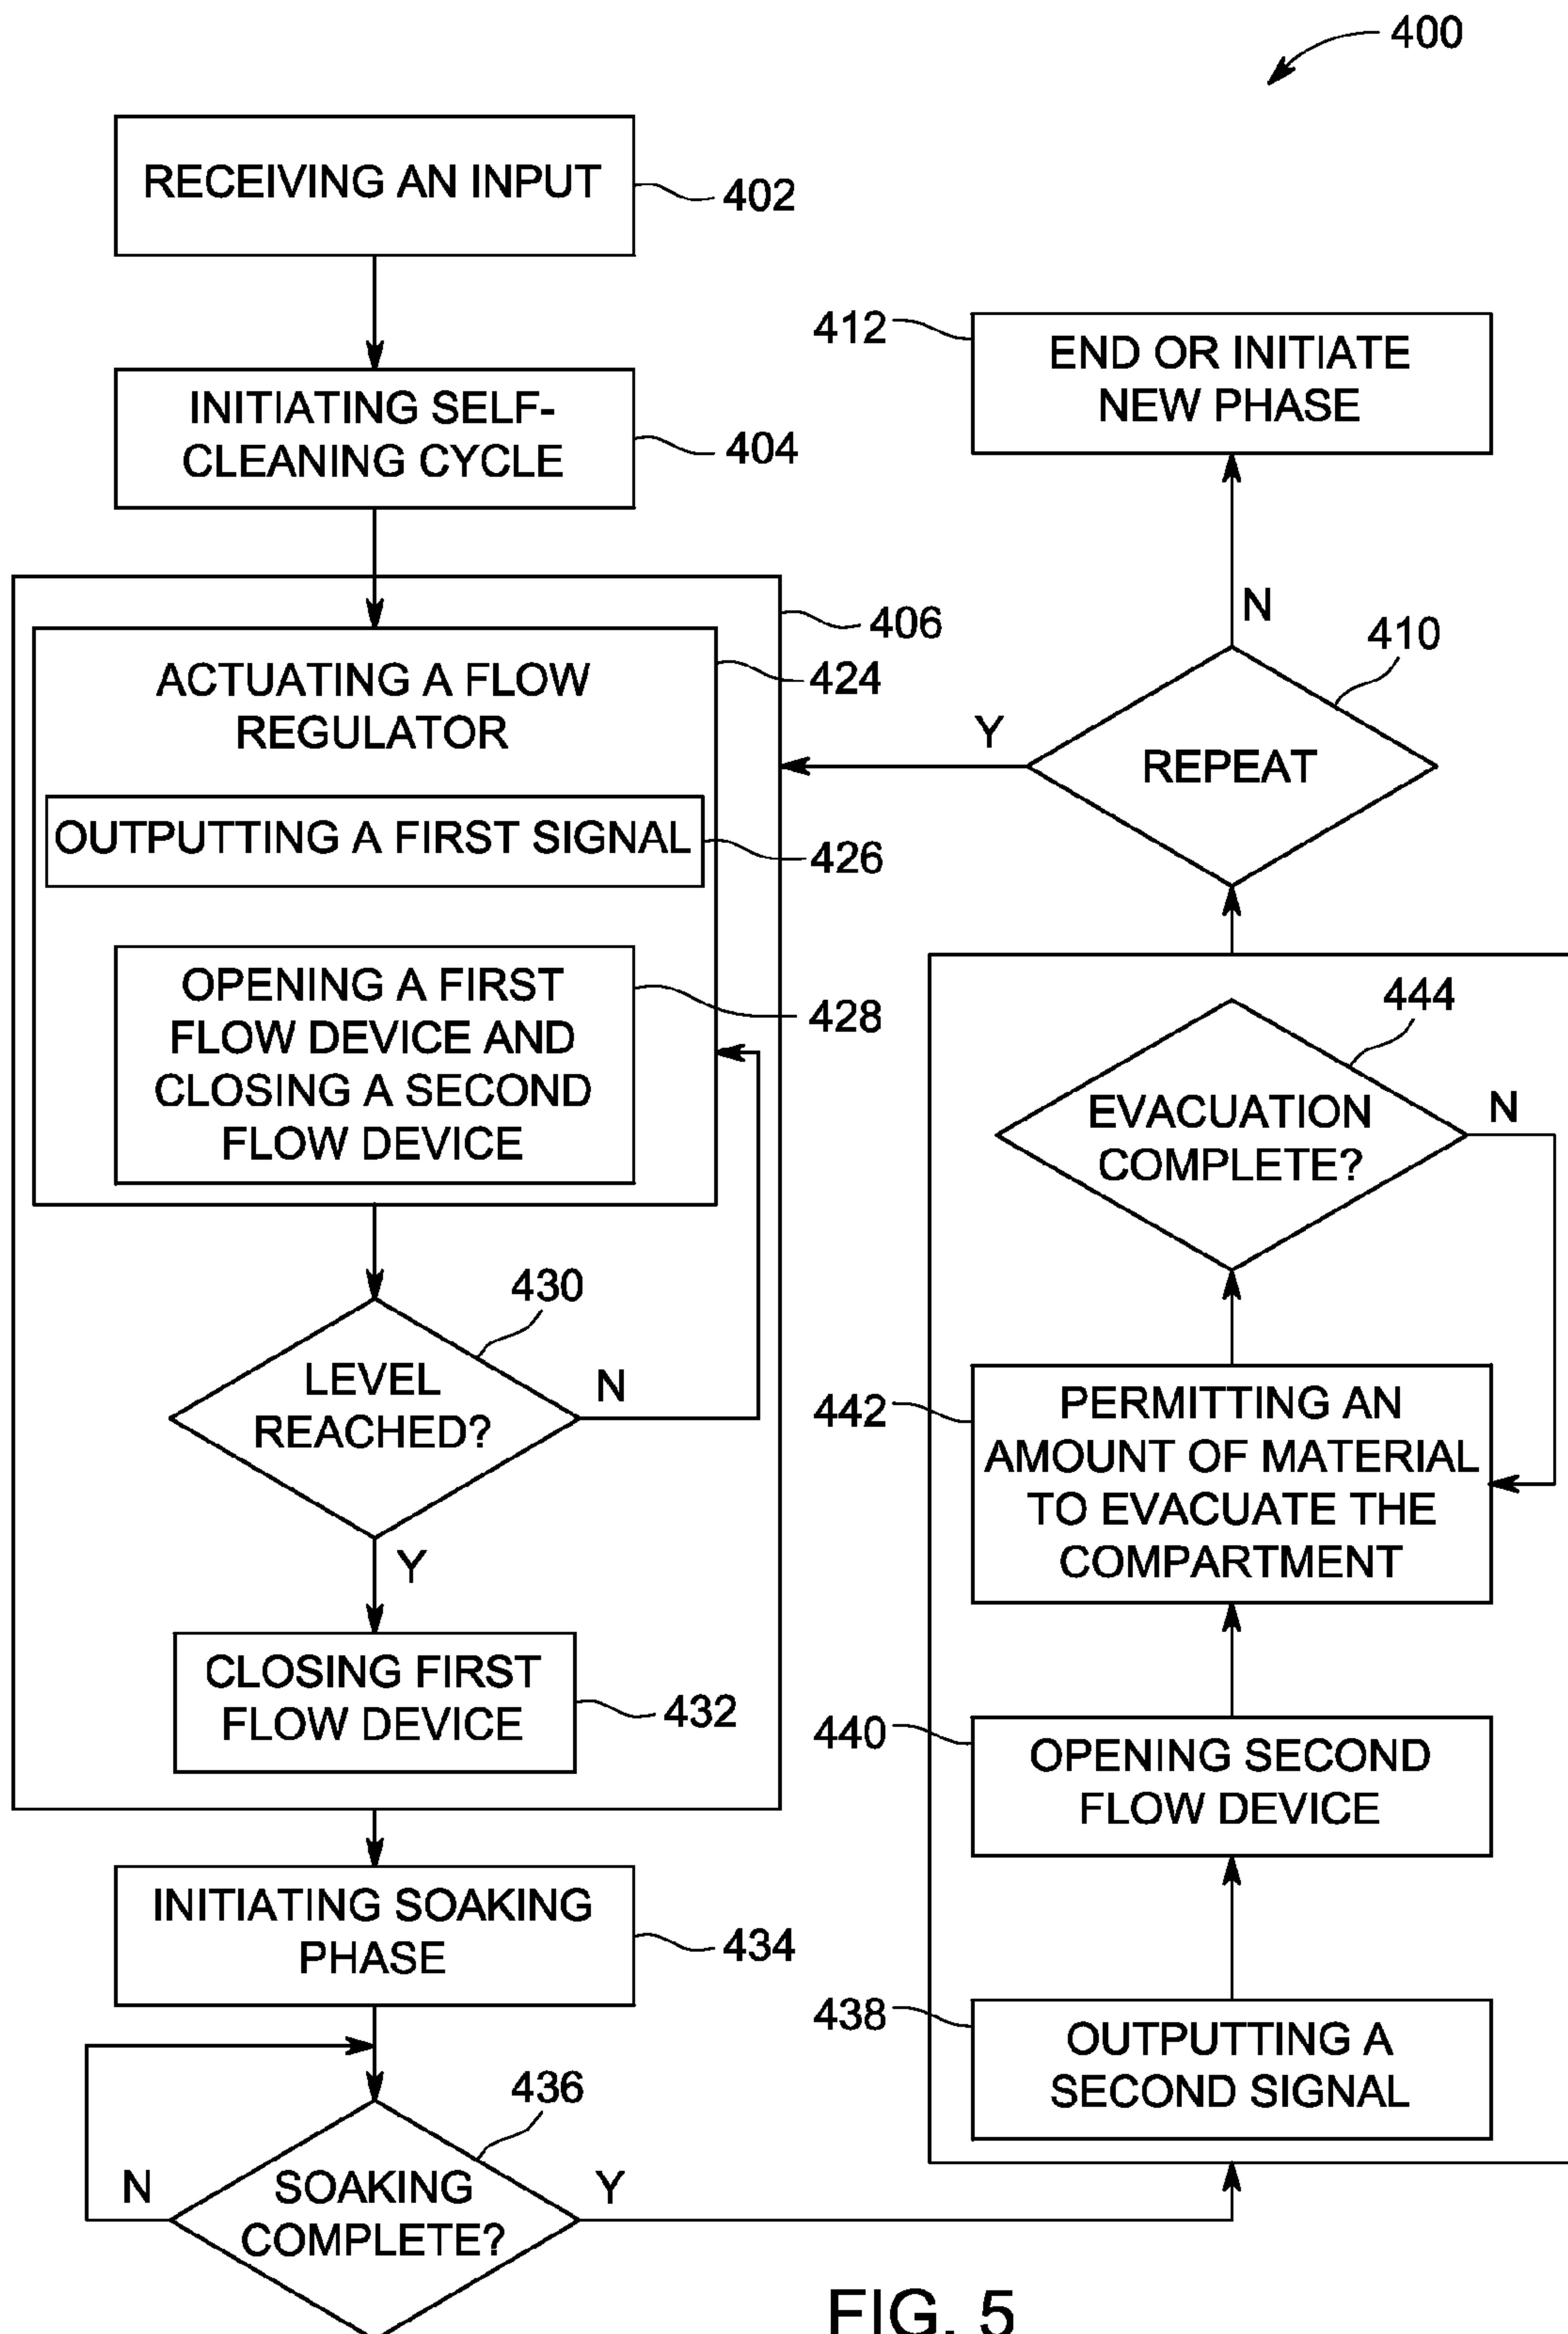 400
RECEIVING AN INPUT
402
INITIATING SELF-
CLEANING CYCLE
404
406
ACTUATING A FLOW
REGULATOR
424
OUTPUTTING A FIRST SIGNAL
426
OPENING A FIRST
FLOW DEVICE AND
CLOSING A SECOND
FLOW DEVICE
428
430
LEVEL
REACHED?
N
Y
CLOSING FIRST
FLOW DEVICE
432
INITIATING SOAKING
PHASE
434
436
SOAKING
COMPLETE?
N
Y
438
OUTPUTTING A
SECOND SIGNAL
440
OPENING SECOND
FLOW DEVICE
442
PERMITTING AN
AMOUNT OF MATERIAL
TO EVACUATE THE
COMPARTMENT
444
EVACUATION
COMPLETE?
N
410
REPEAT
Y
N
412
END OR INITIATE
NEW PHASE
FIG. 5